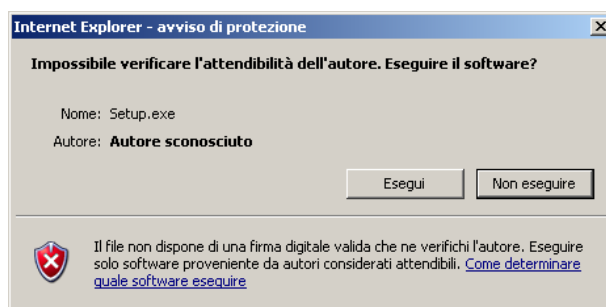 Internet Explorer - avviso di protezione
Impossibile verificare l'attendibilità dell'autore. Eseguire il software?
Nome: Setup.exe
Autore: Autore sconosciuto
Esegui Non eseguire
Il file non dispone di una firma digitale valida che ne verifichi l'autore. Eseguire
solo software proveniente da autori considerati attendibili. Come determinare
quale software eseguire